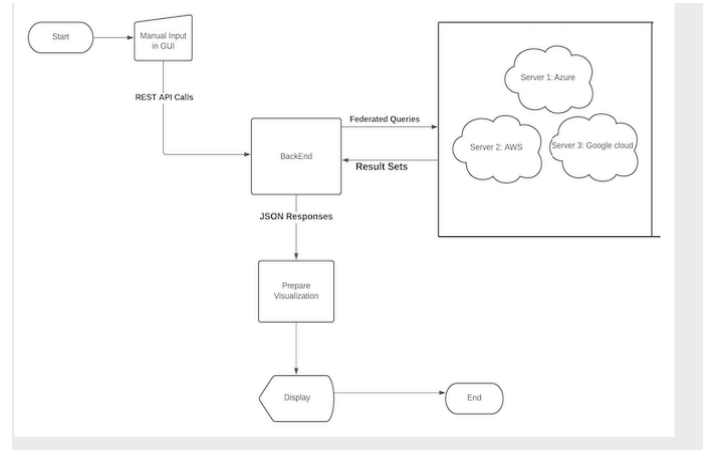 Start
Manual Input
in GUI
REST API Calls
Server 1: Azure
Federated Queries
Server 2: AWS
Server 3: Google cloud
BackEnd
Result Sets
JSON Responses
Prepare
Visualization
Display
End